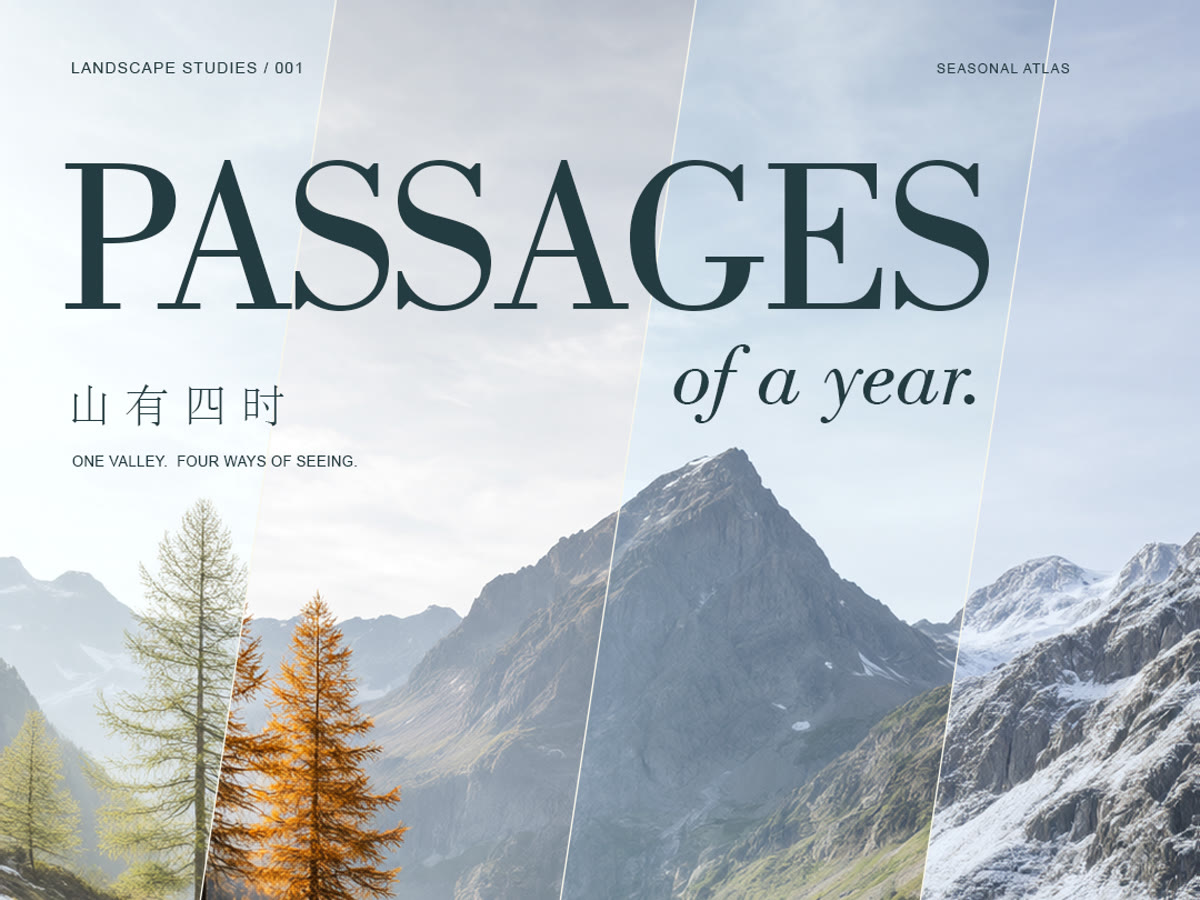 LANDSCAPE STUDIES / 001
SEASONAL ATLAS
PASSAGES
of a year.
山有四时
ONE VALLEY. FOUR WAYS OF SEEING.